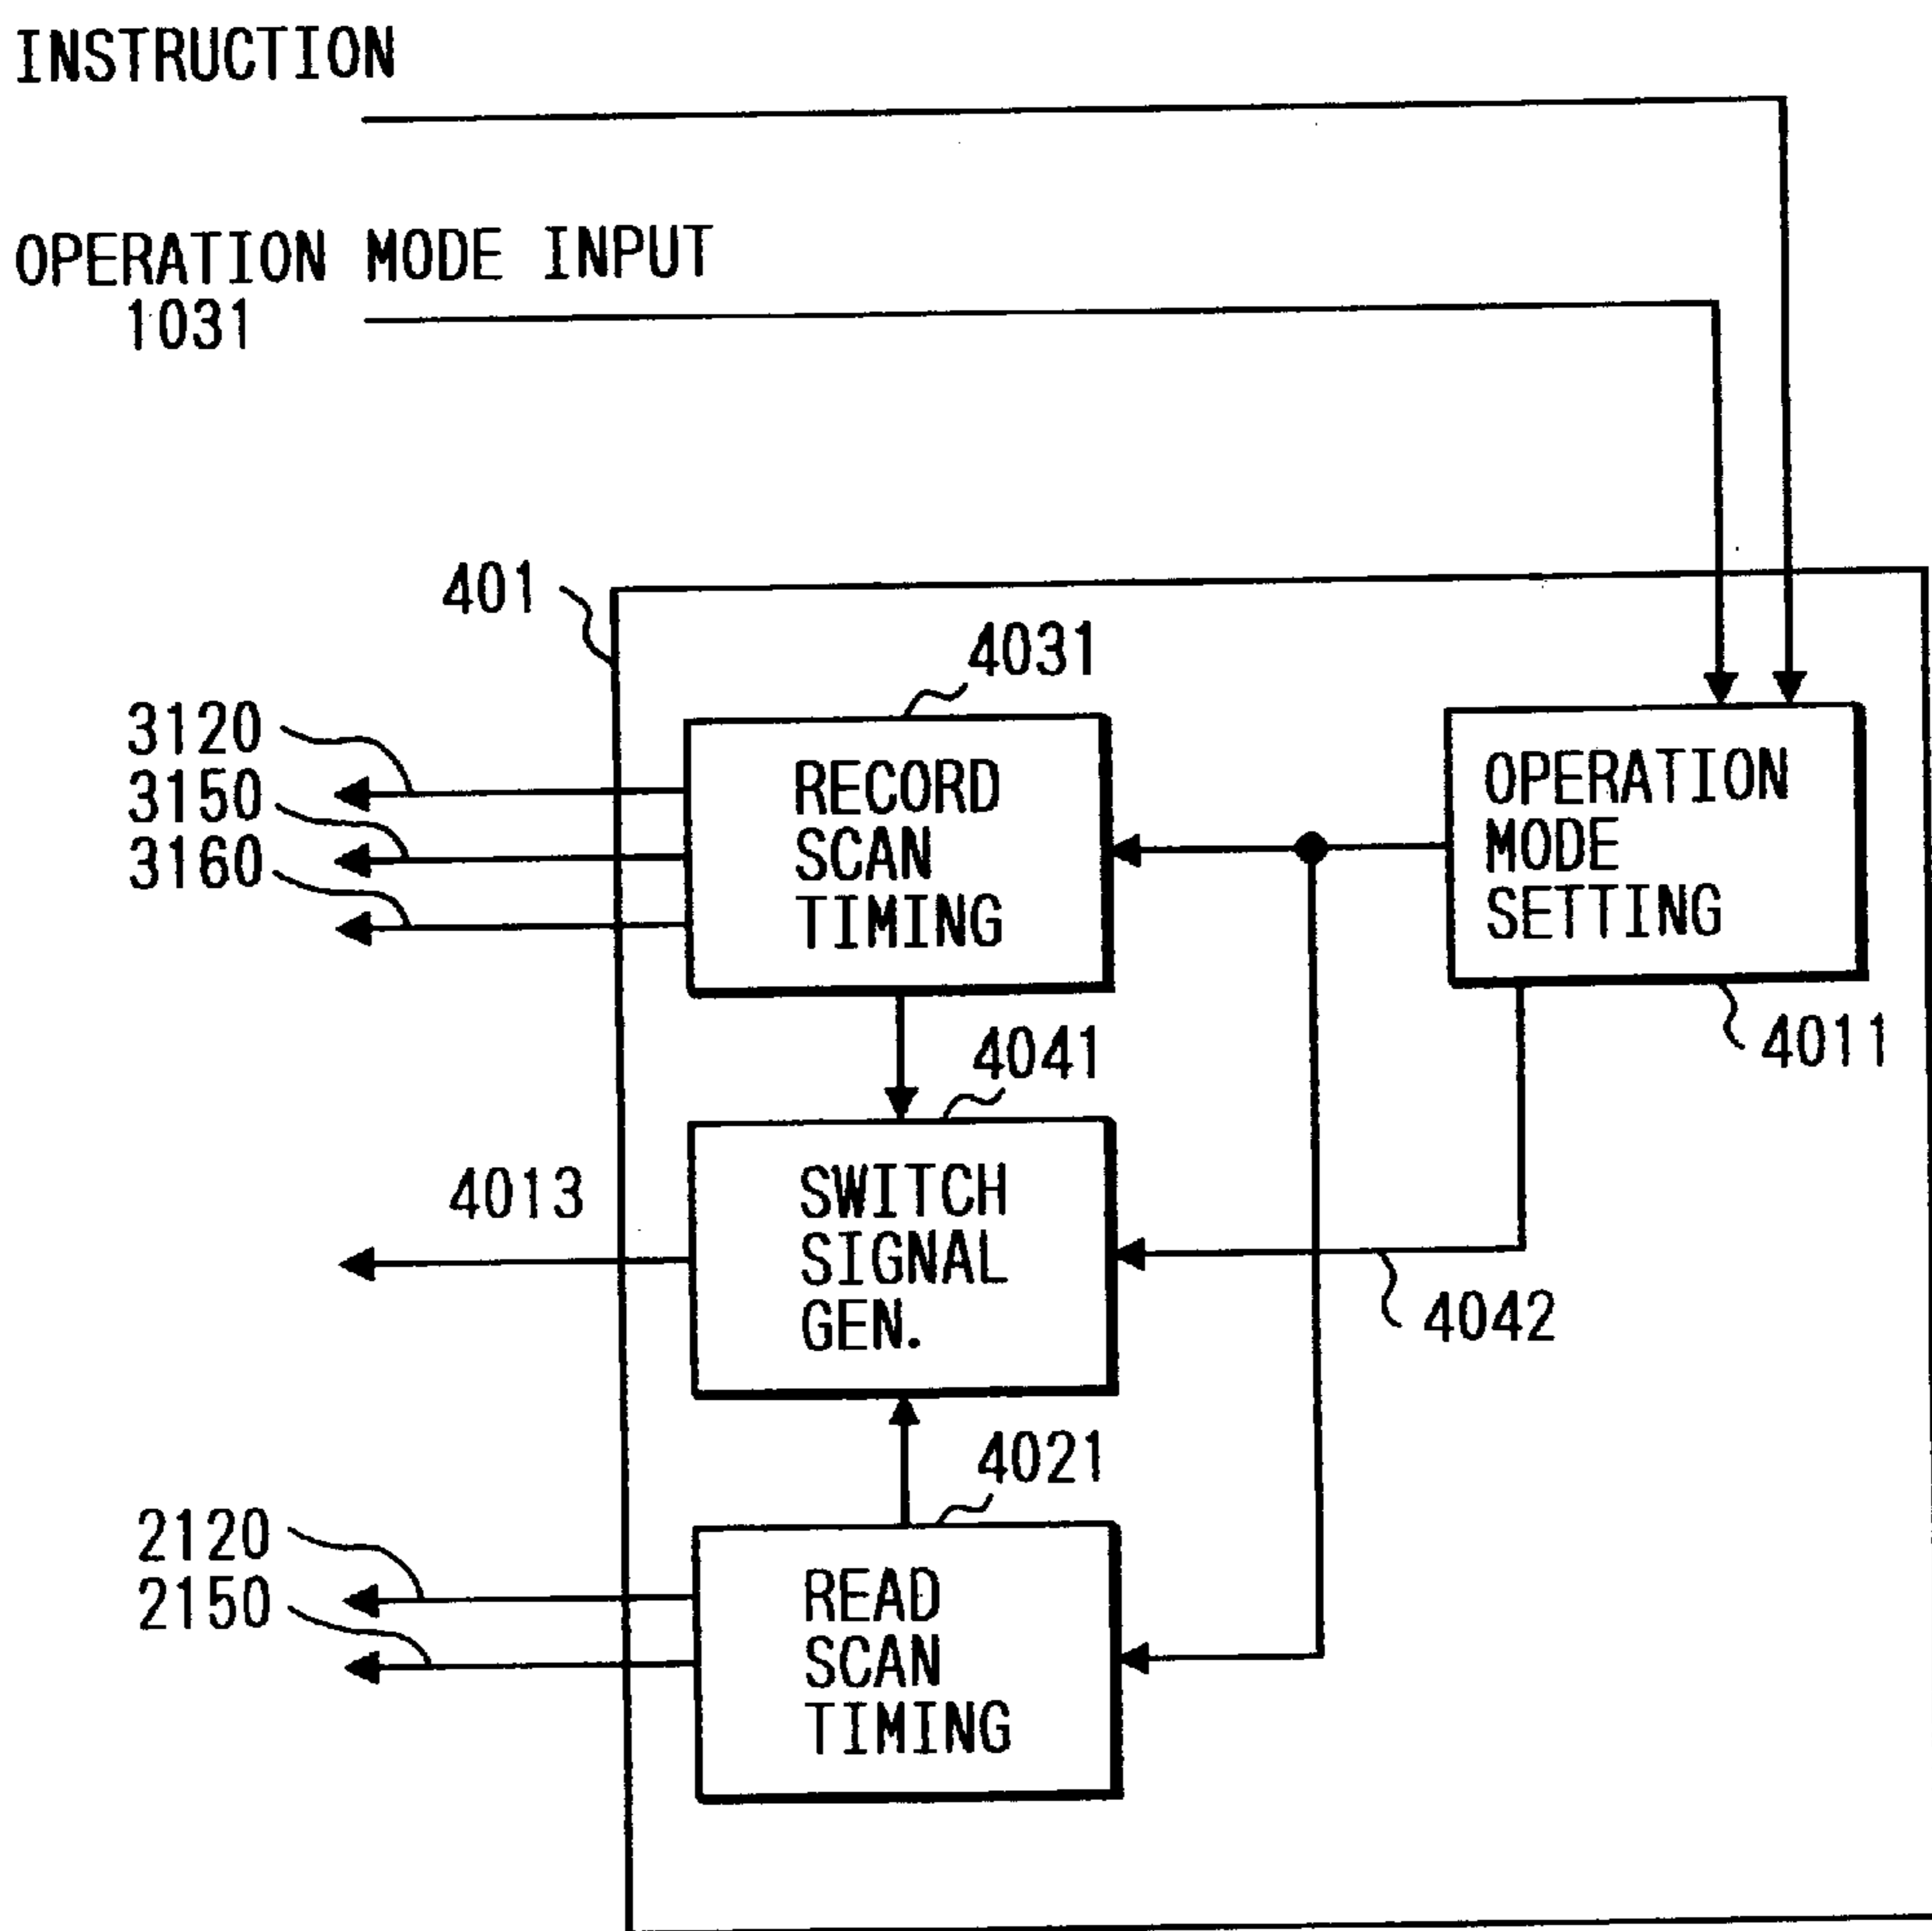 INSTRUCTION
OPERATION MODE INPUT
1031
401
4031
3120
3150
3160
RECORD
SCAN
TIMING
OPERATION
MODE
SETTING
4011
4041
4013
SWITCH
SIGNAL
GEN.
4042
4021
2120
2150
READ
SCAN
TIMING